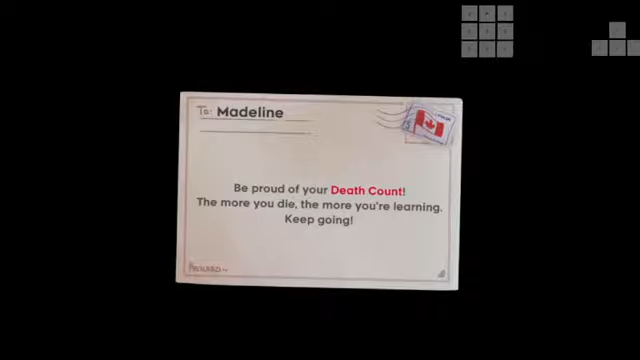 To: Madeline
Be proud of your Death Count!
The more you die, the more you're learning.
Keep going!